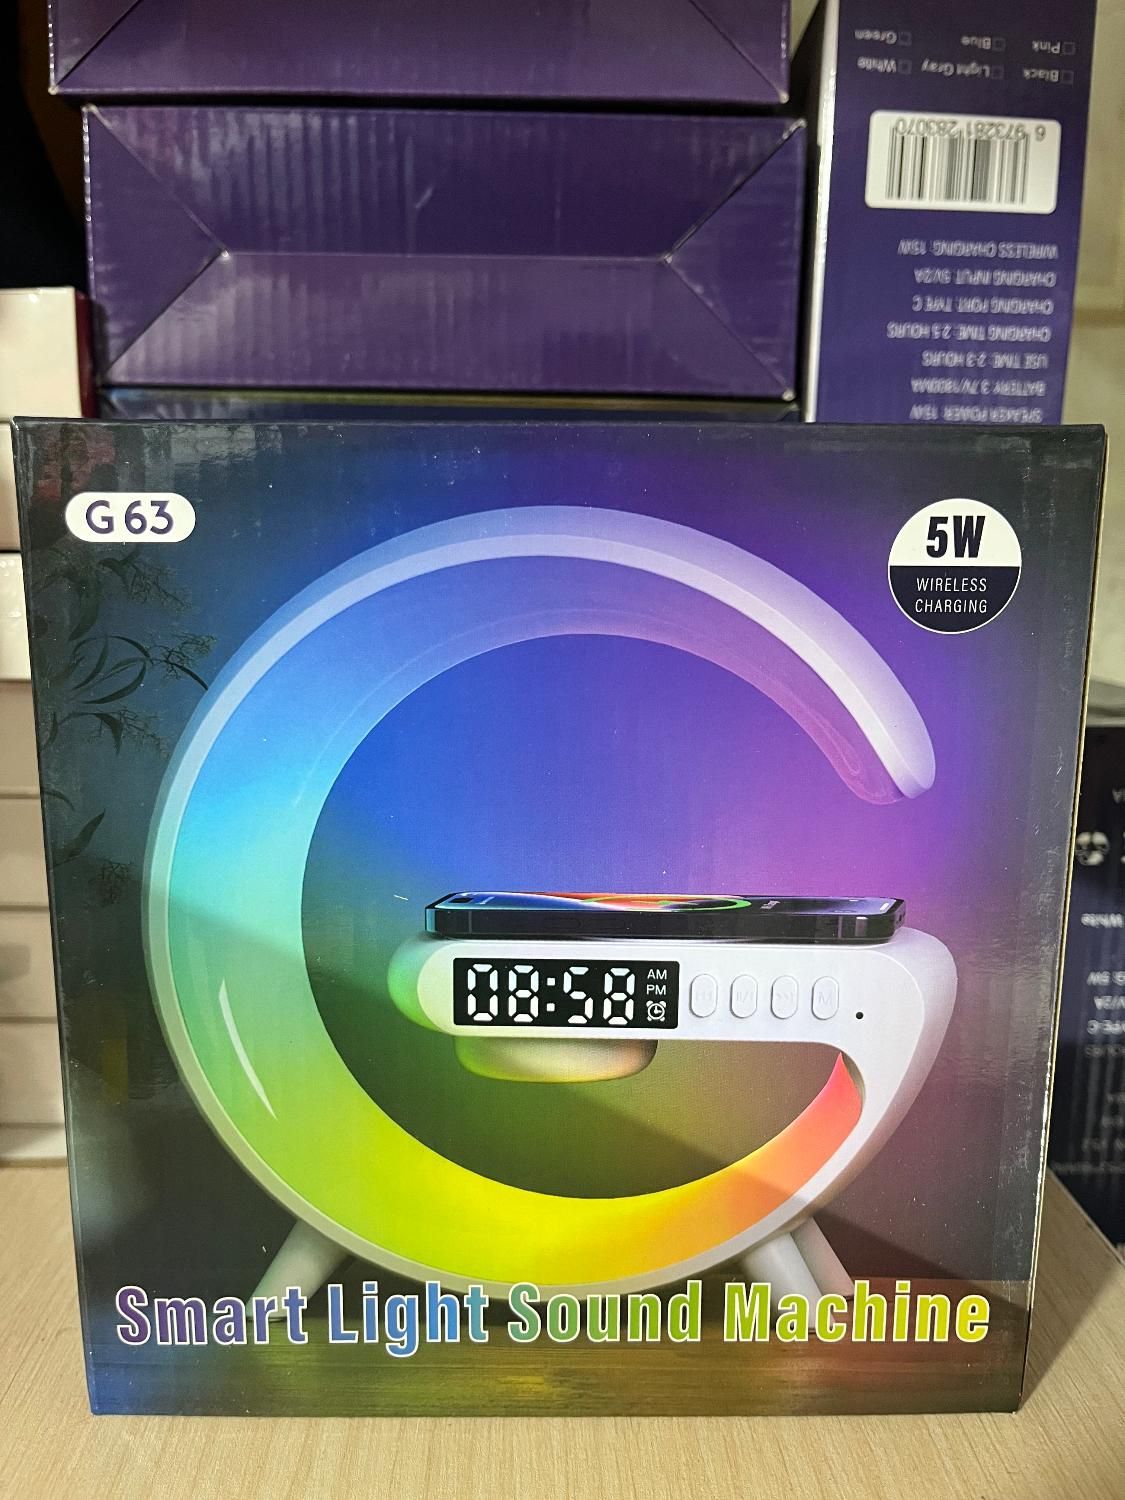 Pink Blue Green
Black Light Gray White
6 973281 283070
WIRELESS CHARGING: 15W
CHARGING INPUT: 5V/2A
CHARGING PORT: TYPE C
CHARGING TIME: 2.5 HOURS
USE TIME: 2-3 HOURS
BATTERY: 3.7V/1800MA
SPEAKER POWER: 15W
G 63
5W
WIRELESS
CHARGING
08:58
AM
PM
M
Smart Light Sound Machine
White